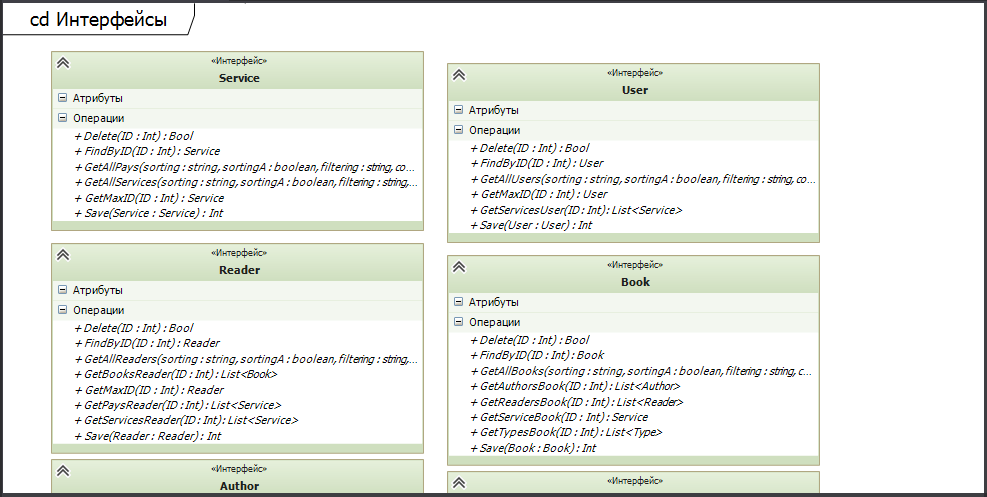 cd Интерфейсы
«Интерфейс»
Service
Атрибуты
Операции
+ Delete(ID : Int) : Bool
+ FindByID(ID : Int) : Service
+ GetAllPays(sorting : string, sortingA : boolean, filtering : string, co...
+ GetAllServices(sorting : string, sortingA : boolean, filtering : string,...
+ GetMaxID(ID : Int) : Service
+ Save(Service : Service) : Int
«Интерфейс»
User
Атрибуты
Операции
+ Delete(ID : Int) : Bool
+ FindByID(ID : Int) : User
+ GetAllUsers(sorting : string, sortingA : boolean, filtering : string, co...
+ GetMaxID(ID : Int) : User
+ GetServicesUser(ID : Int) : List<Service>
+ Save(User : User) : Int
«Интерфейс»
Reader
Атрибуты
Операции
+ Delete(ID : Int) : Bool
+ FindByID(ID : Int) : Reader
+ GetAllReaders(sorting : string, sortingA : boolean, filtering : string,...
+ GetBooksReader(ID : Int) : List<Book>
+ GetMaxID(ID : Int) : Reader
+ GetPaysReader(ID : Int) : List<Service>
+ GetServicesReader(ID : Int) : List<Service>
+ Save(Reader : Reader) : Int
«Интерфейс»
Book
Атрибуты
Операции
+ Delete(ID : Int) : Bool
+ FindByID(ID : Int) : Book
+ GetAllBooks(sorting : string, sortingA : boolean, filtering : string, c...
+ GetAuthorsBook(ID : Int) : List<Author>
+ GetReadersBook(ID : Int) : List<Reader>
+ GetServiceBook(ID : Int) : Service
+ GetTypesBook(ID : Int) : List<Type>
+ Save(Book : Book) : Int
«Интерфейс»
Author
«Интерфейс»